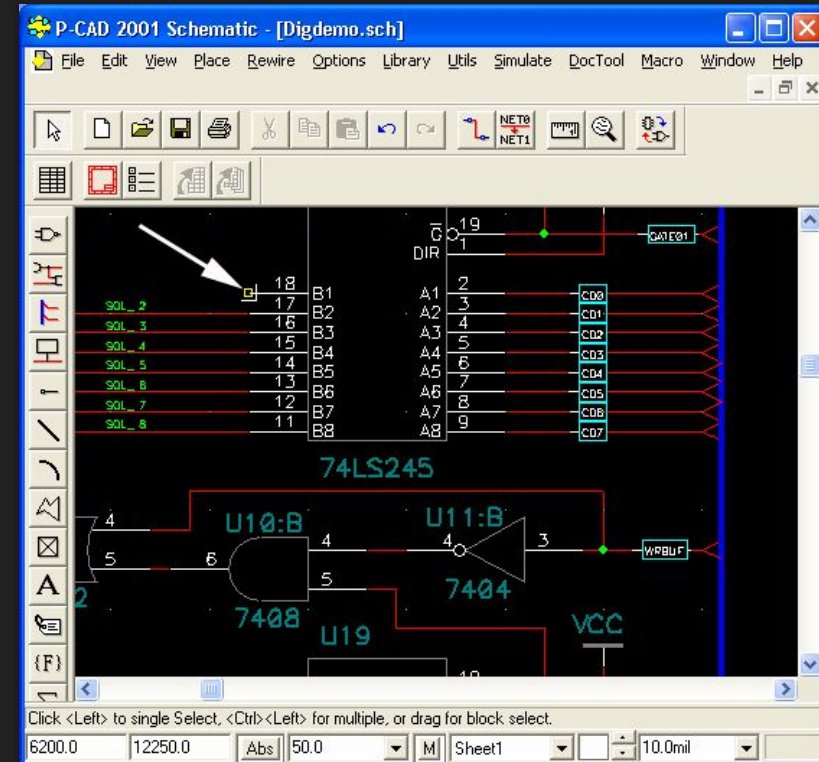 P-CAD 2001 Schematic - [Digdemo.sch]
File Edit View Place Rewire Options Library Utils Simulate DocTool Macro Window Help
NET0
NET1
G 19
DIR 1
GATE01
18 B1 A1 2 CD0
SOL_2 17 B2 A2 3 CD1
SOL_3 16 B3 A3 4 CD2
SOL_4 15 B4 A4 5 CD3
SOL_5 14 B5 A5 6 CD4
SOL_6 13 B6 A6 7 CD5
SOL_7 12 B7 A7 8 CD6
SOL_8 11 B8 A8 9 CD7
74LS245
4 U10:B U11:B
5 6 4 4 3 WRBUF
5
2 7408 7404
U19 VCC
A
{F}
Click <Left> to single Select, <Ctrl><Left> for multiple, or drag for block select.
6200.0 12250.0 Abs 50.0 M Sheet1 10.0mil